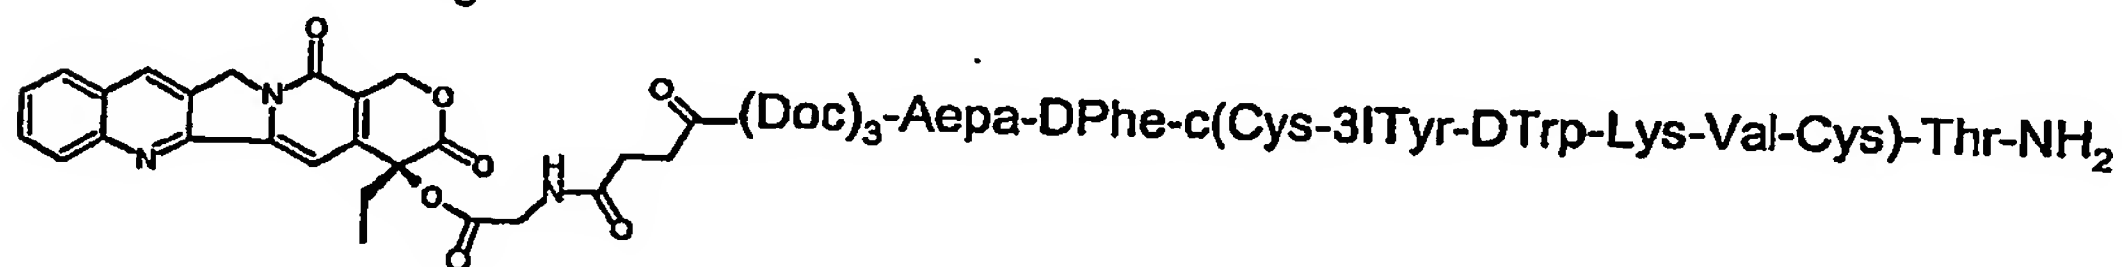 O
N
O
O
O
N
H
N
O
O
O
O–(Doc)₃-Aepa-DPhe-c(Cys-3ITyr-DTrp-Lys-Val-Cys)-Thr-NH₂